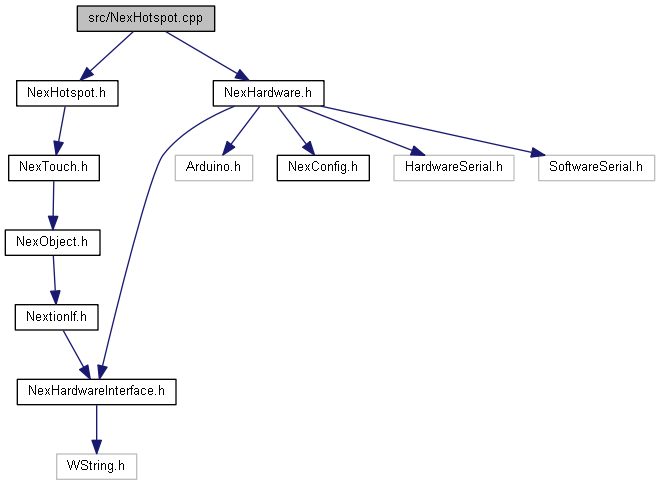 src/NexHotspot.cpp
NexHotspot.h
NexHardware.h
NexTouch.h
Arduino.h
NexConfig.h
HardwareSerial.h
SoftwareSerial.h
NexObject.h
NextionIf.h
NexHardwareInterface.h
WString.h